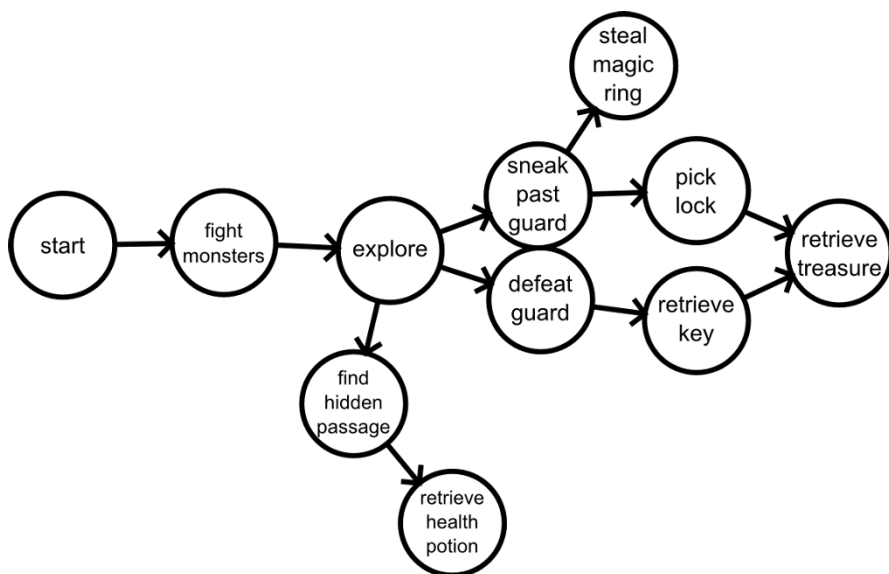 start
fight
monsters
explore
sneak
past
guard
steal
magic
ring
pick
lock
defeat
guard
retrieve
key
retrieve
treasure
find
hidden
passage
retrieve
health
potion